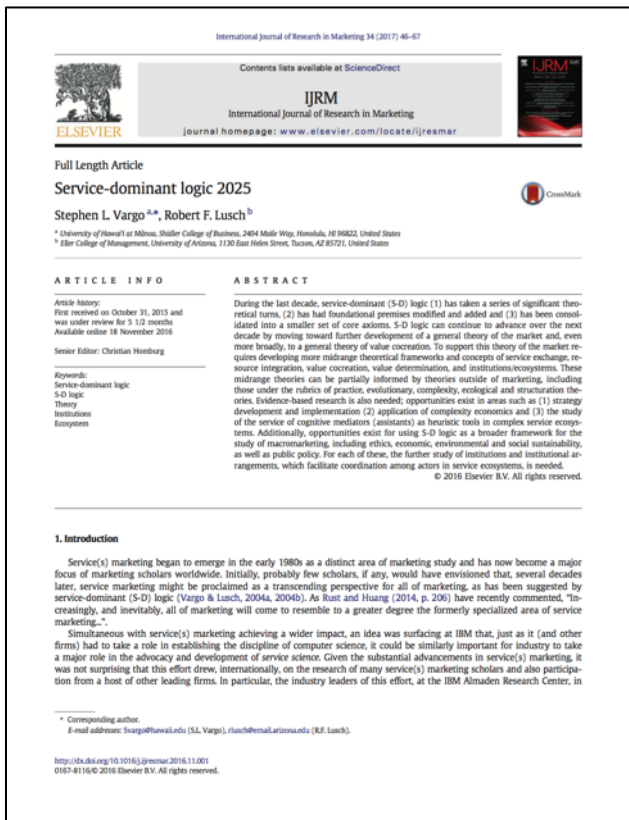 International Journal of Research in Marketing 34 (2017) 46–67
Contents lists available at ScienceDirect
IJRM
International Journal of Research in Marketing
journal homepage: www.elsevier.com/locate/ijresmar
ELSEVIER
IJRM
Full Length Article
Service-dominant logic 2025
CrossMark
Stephen L. Vargo a,*, Robert F. Lusch b
a University of Hawai'i at Mānoa, Shidler College of Business, 2404 Maile Way, Honolulu, HI 96822, United States
b Eller College of Management, University of Arizona, 1130 East Helen Street, Tucson, AZ 85721, United States
ARTICLE INFO
Article history:
First received on October 31, 2015 and
was under review for 5 1/2 months
Available online 18 November 2016
Senior Editor: Christian Homburg
Keywords:
Service-dominant logic
S-D logic
Theory
Institutions
Ecosystem
ABSTRACT
During the last decade, service-dominant (S-D) logic (1) has taken a series of significant theo-
retical turns, (2) has had foundational premises modified and added and (3) has been consol-
idated into a smaller set of core axioms. S-D logic can continue to advance over the next
decade by moving toward further development of a general theory of the market and, even
more broadly, to a general theory of value cocreation. To support this theory of the market re-
quires developing more midrange theoretical frameworks and concepts of service exchange, re-
source integration, value cocreation, value determination, and institutions/ecosystems. These
midrange theories can be partially informed by theories outside of marketing, including
those under the rubrics of practice, evolutionary, complexity, ecological and structuration theo-
ries. Evidence-based research is also needed; opportunities exist in areas such as (1) strategy
development and implementation (2) application of complexity economics and (3) the study
of the service of cognitive mediators (assistants) as heuristic tools in complex service ecosys-
tems. Additionally, opportunities exist for using S-D logic as a broader framework for the
study of macromarketing, including ethics, economic, environmental and social sustainability,
as well as public policy. For each of these, the further study of institutions and institutional ar-
rangements, which facilitate coordination among actors in service ecosystems, is needed.
© 2016 Elsevier B.V. All rights reserved.
1. Introduction
Service(s) marketing began to emerge in the early 1980s as a distinct area of marketing study and has now become a major
focus of marketing scholars worldwide. Initially, probably few scholars, if any, would have envisioned that, several decades
later, service marketing might be proclaimed as a transcending perspective for all of marketing, as has been suggested by
service-dominant (S-D) logic (Vargo & Lusch, 2004a, 2004b). As Rust and Huang (2014, p. 206) have recently commented, "In-
creasingly, and inevitably, all of marketing will come to resemble to a greater degree the formerly specialized area of service
marketing...".
Simultaneous with service(s) marketing achieving a wider impact, an idea was surfacing at IBM that, just as it (and other
firms) had to take a role in establishing the discipline of computer science, it could be similarly important for industry to take
a major role in the advocacy and development of service science. Given the substantial advancements in service(s) marketing, it
was not surprising that this effort drew, internationally, on the research of many service(s) marketing scholars and also participa-
tion from a host of other leading firms. In particular, the industry leaders of this effort, at the IBM Almaden Research Center, in
* Corresponding author.
E-mail addresses: Svargo@hawaii.edu (S.L. Vargo), rlusch@email.arizona.edu (R.F. Lusch).
http://dx.doi.org/10.1016/j.ijresmar.2016.11.001
0167-8116/© 2016 Elsevier B.V. All rights reserved.